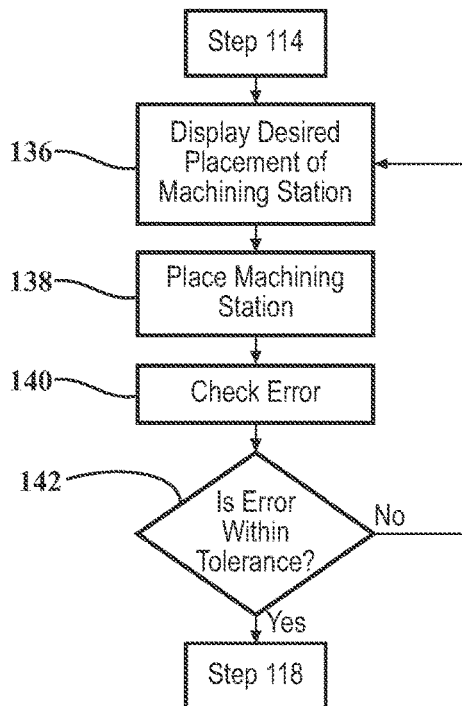 Step 114
136
Display Desired
Placement of
Machining Station
138
Place Machining
Station
140
Check Error
142
Is Error
Within
Tolerance?
No
Yes
Step 118